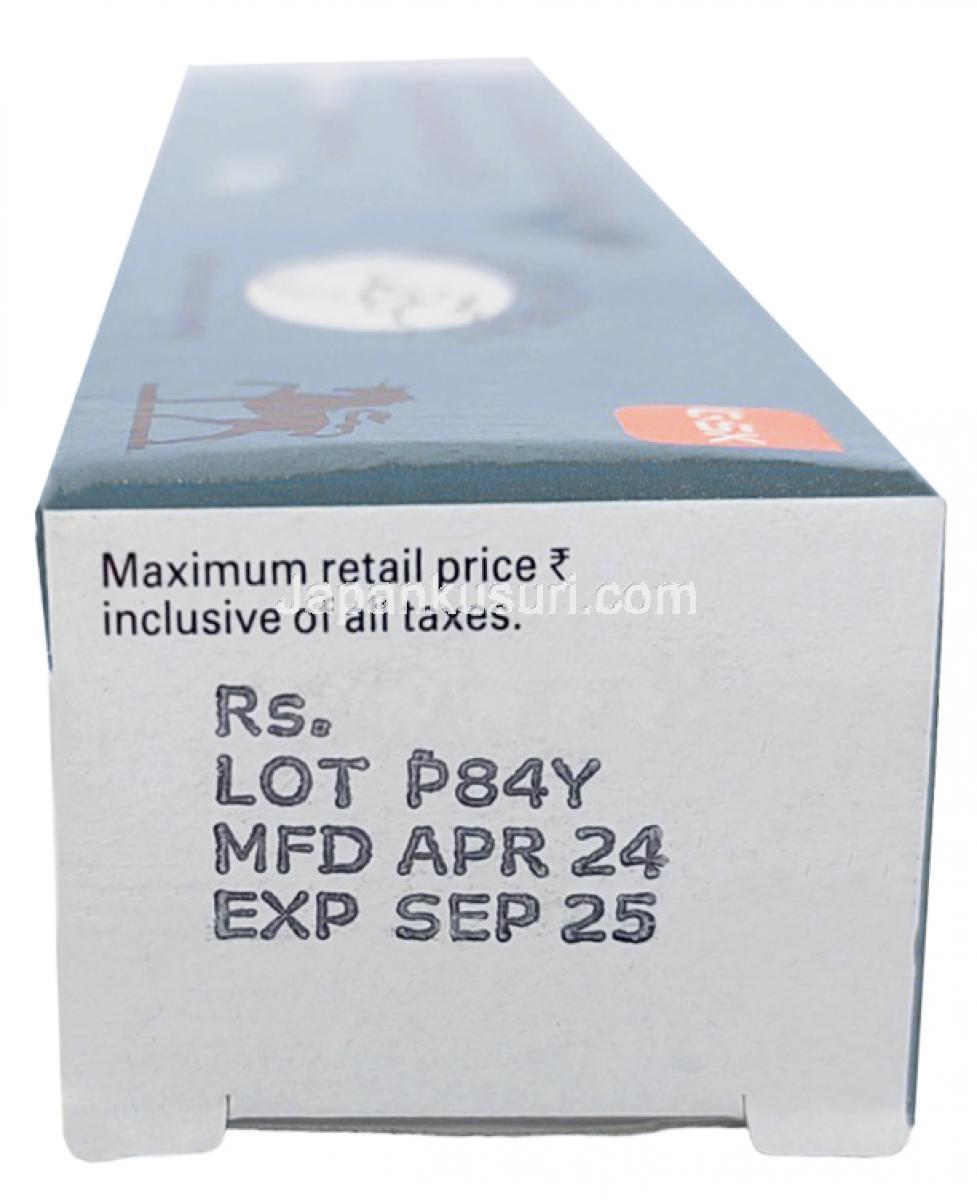 GSK
Maximum retail price ₹
inclusive of all taxes.
Japankusuri.com
Rs.
LOT P84Y
MFD APR 24
EXP SEP 25